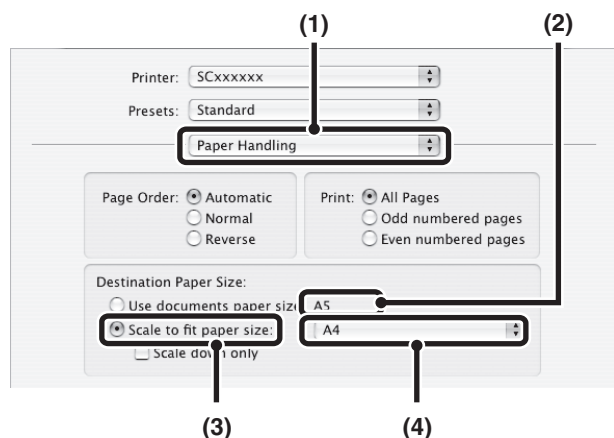 (1) (2)
Printer: SCxxxxxx
Presets: Standard
Paper Handling
Page Order: Automatic Print: All Pages
Normal Odd numbered pages
Reverse Even numbered pages
Destination Paper Size:
Use documents paper size A5
Scale to fit paper size: A4
Scale down only
(3) (4)